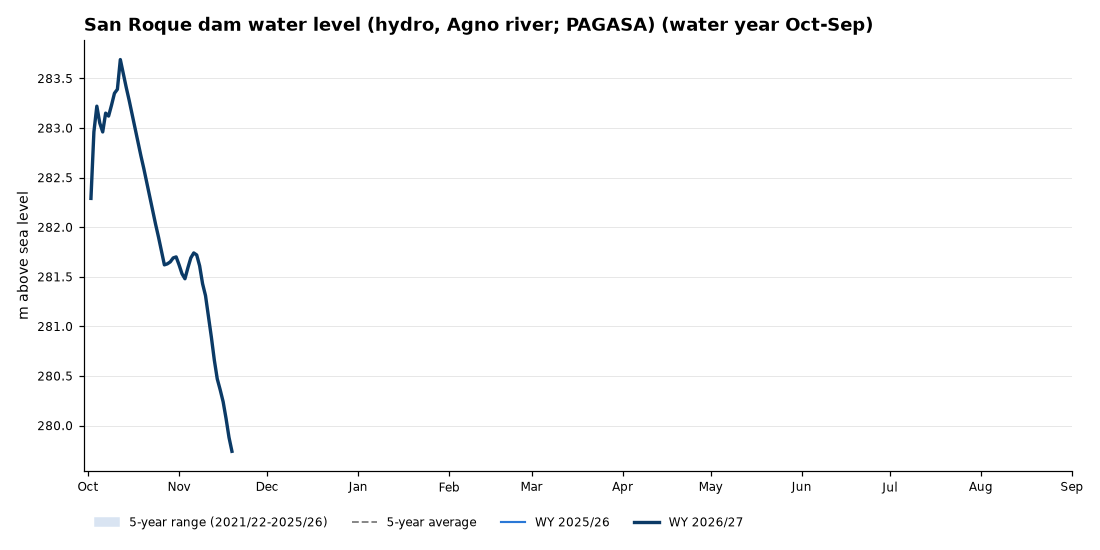 San Roque dam water level (hydro, Agno river; PAGASA) (water year Oct-Sep)
m above sea level
283.5
283.0
282.5
282.0
281.5
281.0
280.5
280.0
Oct Nov Dec Jan Feb Mar Apr May Jun Jul Aug Sep
5-year range (2021/22-2025/26) 5-year average WY 2025/26 WY 2026/27